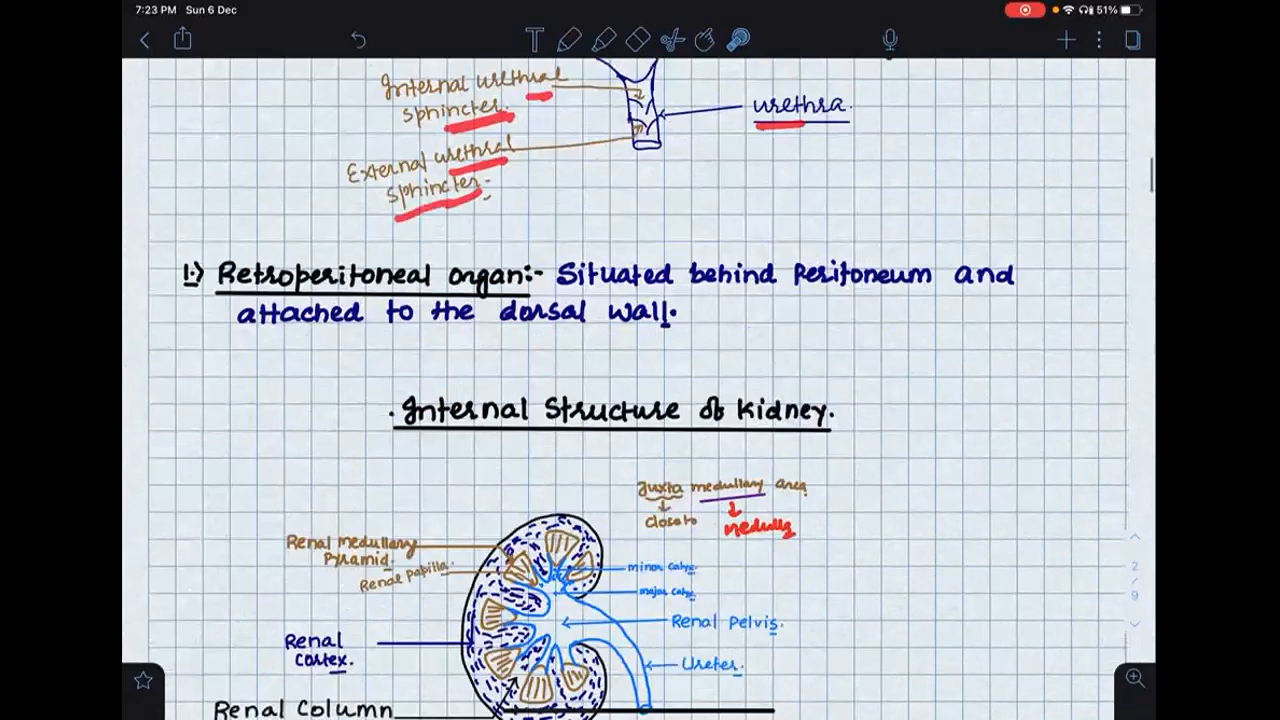 7:23 PM Sun 6 Dec
51%
Internal urethral
sphincter.
urethra.
External urethral
sphincter.
1.) Retroperitoneal organ:- Situated behind Peritoneum and
attached to the dorsal wall.
Internal Structure of Kidney.
Juxta medullary area
close to medulla
Renal medullary
Pyramid.
Renal Papilla.
minor calyx.
major calyx.
Renal Pelvis.
Renal
Cortex.
Ureter.
Renal Column
2
/
9